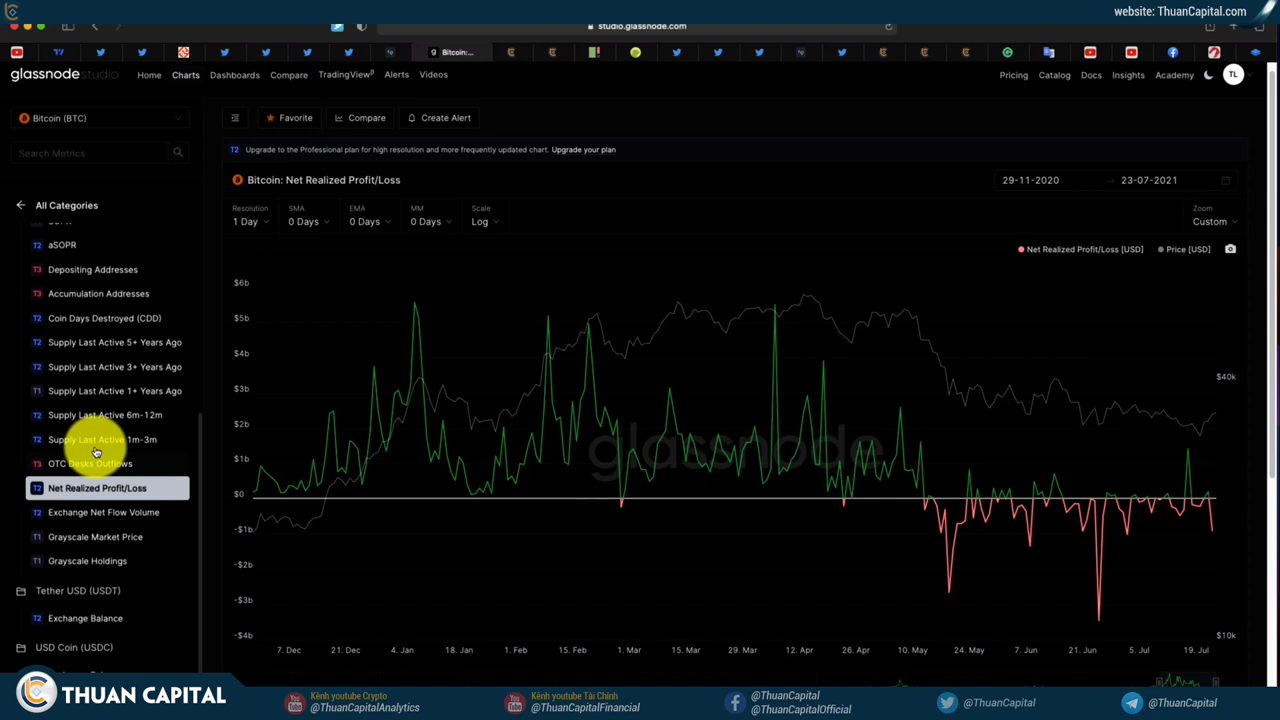 website: ThuanCapital.com
studio.glassnode.com
Bitcoin:...
glassnode studio
Home
Charts
Dashboards
Compare
TradingViewᵝ
Alerts
Videos
Pricing
Catalog
Docs
Insights
Academy
TL
Bitcoin (BTC)
Favorite
Compare
Create Alert
Search Metrics
T2 Upgrade to the Professional plan for high resolution and more frequently updated chart. Upgrade your plan
Bitcoin: Net Realized Profit/Loss
29-11-2020 → 23-07-2021
All Categories
Resolution
1 Day
SMA
0 Days
EMA
0 Days
MM
0 Days
Scale
Log
Zoom
Custom
T2 aSOPR
T3 Depositing Addresses
T3 Accumulation Addresses
T2 Coin Days Destroyed (CDD)
T2 Supply Last Active 5+ Years Ago
T2 Supply Last Active 3+ Years Ago
T1 Supply Last Active 1+ Years Ago
T2 Supply Last Active 6m-12m
T2 Supply Last Active 1m-3m
T3 OTC Desks Outflows
T2 Net Realized Profit/Loss
T2 Exchange Net Flow Volume
T1 Grayscale Market Price
T1 Grayscale Holdings
Tether USD (USDT)
T2 Exchange Balance
USD Coin (USDC)
Net Realized Profit/Loss [USD]
Price [USD]
$6b
$5b
$4b
$3b
$2b
$1b
$0
-$1b
-$2b
-$3b
-$4b
$40k
$10k
glassnode
7. Dec
21. Dec
4. Jan
18. Jan
1. Feb
15. Feb
1. Mar
15. Mar
29. Mar
12. Apr
26. Apr
10. May
24. May
7. Jun
21. Jun
5. Jul
19. Jul
THUAN CAPITAL
Kênh youtube Crypto
@ThuanCapitalAnalytics
Kênh youtube Tài Chính
@ThuanCapitalFinancial
@ThuanCapital
@ThuanCapitalOfficial
@ThuanCapital
@ThuanCapital